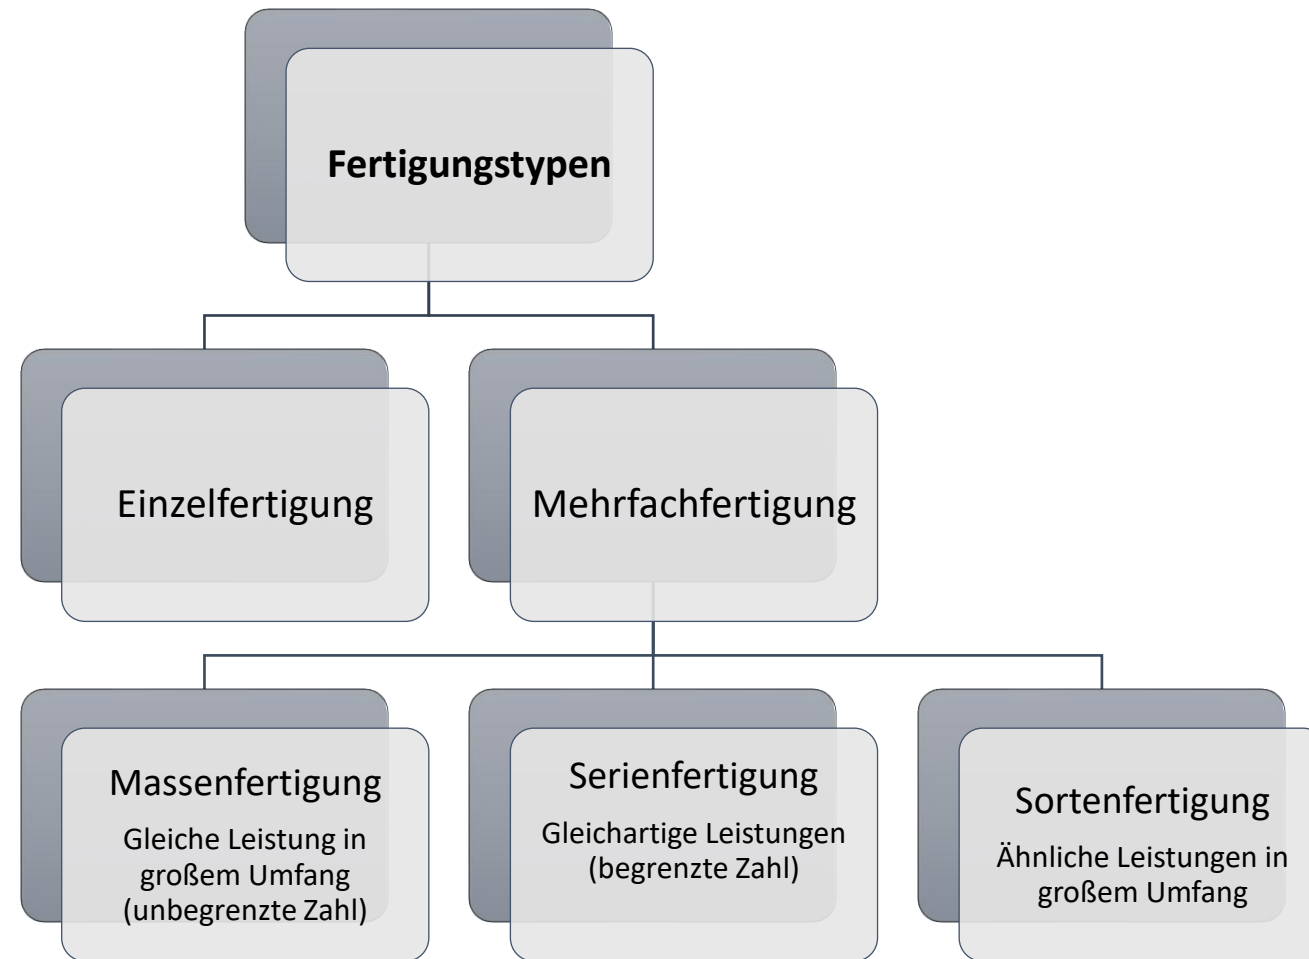 Fertigungstypen
Einzelfertigung
Mehrfachfertigung
Massenfertigung
Gleiche Leistung in
großem Umfang
(unbegrenzte Zahl)
Serienfertigung
Gleichartige Leistungen
(begrenzte Zahl)
Sortenfertigung
Ähnliche Leistungen in
großem Umfang